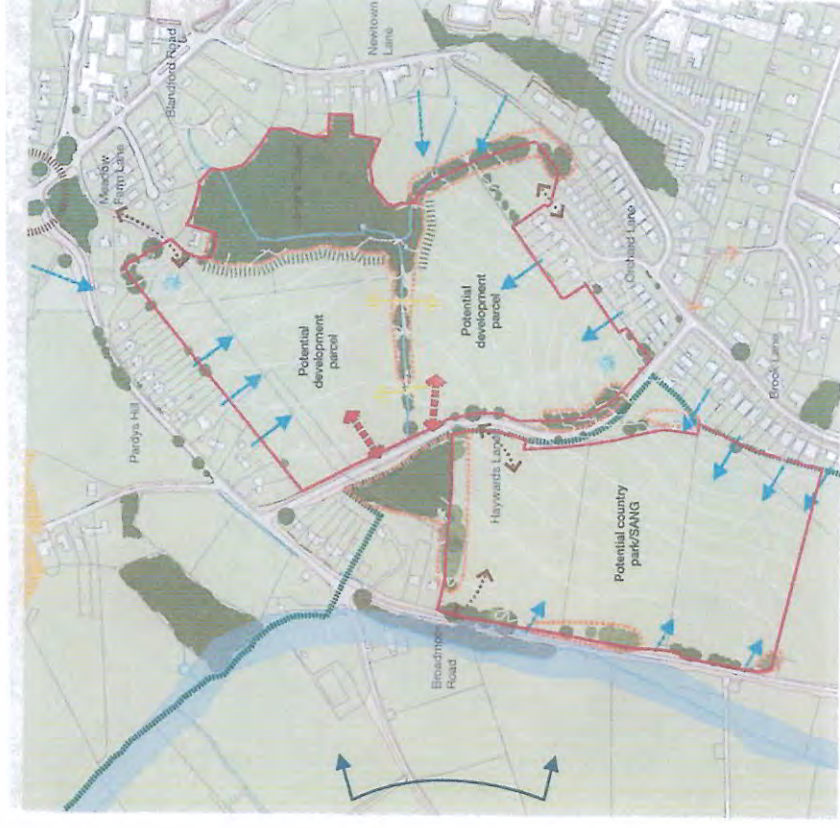 Newtown
Lane
Blandford Road
Meadow
Farm Lane
Pardys Hill
Potential
development
parcel
Potential
development
parcel
Orchard Lane
Brook Lane
Haywards Lane
Potential country
park/SANG
Broadmoor
Road